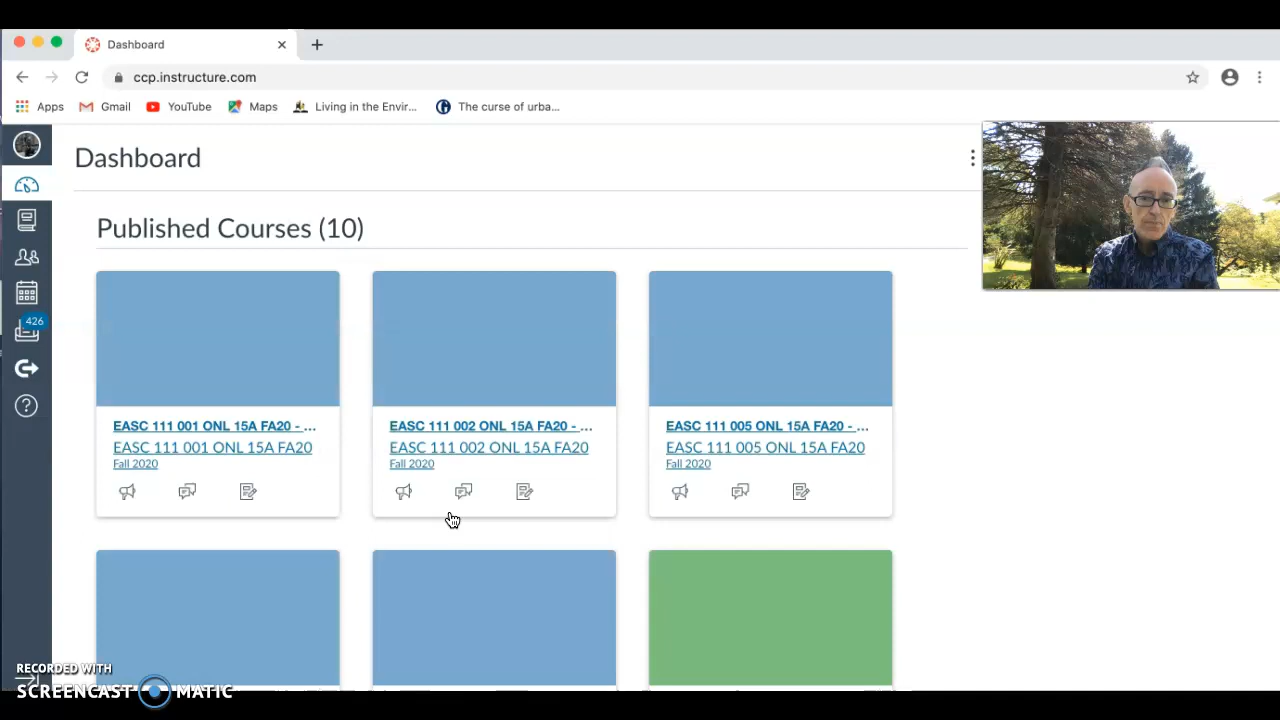 Dashboard
ccp.instructure.com
Apps Gmail YouTube Maps Living in the Envir... The curse of urba...
Dashboard
Published Courses (10)
426
EASC 111 001 ONL 15A FA20 - ...
EASC 111 001 ONL 15A FA20
Fall 2020
EASC 111 002 ONL 15A FA20 - ...
EASC 111 002 ONL 15A FA20
Fall 2020
EASC 111 005 ONL 15A FA20 - ...
EASC 111 005 ONL 15A FA20
Fall 2020
RECORDED WITH
SCREENCAST MATIC